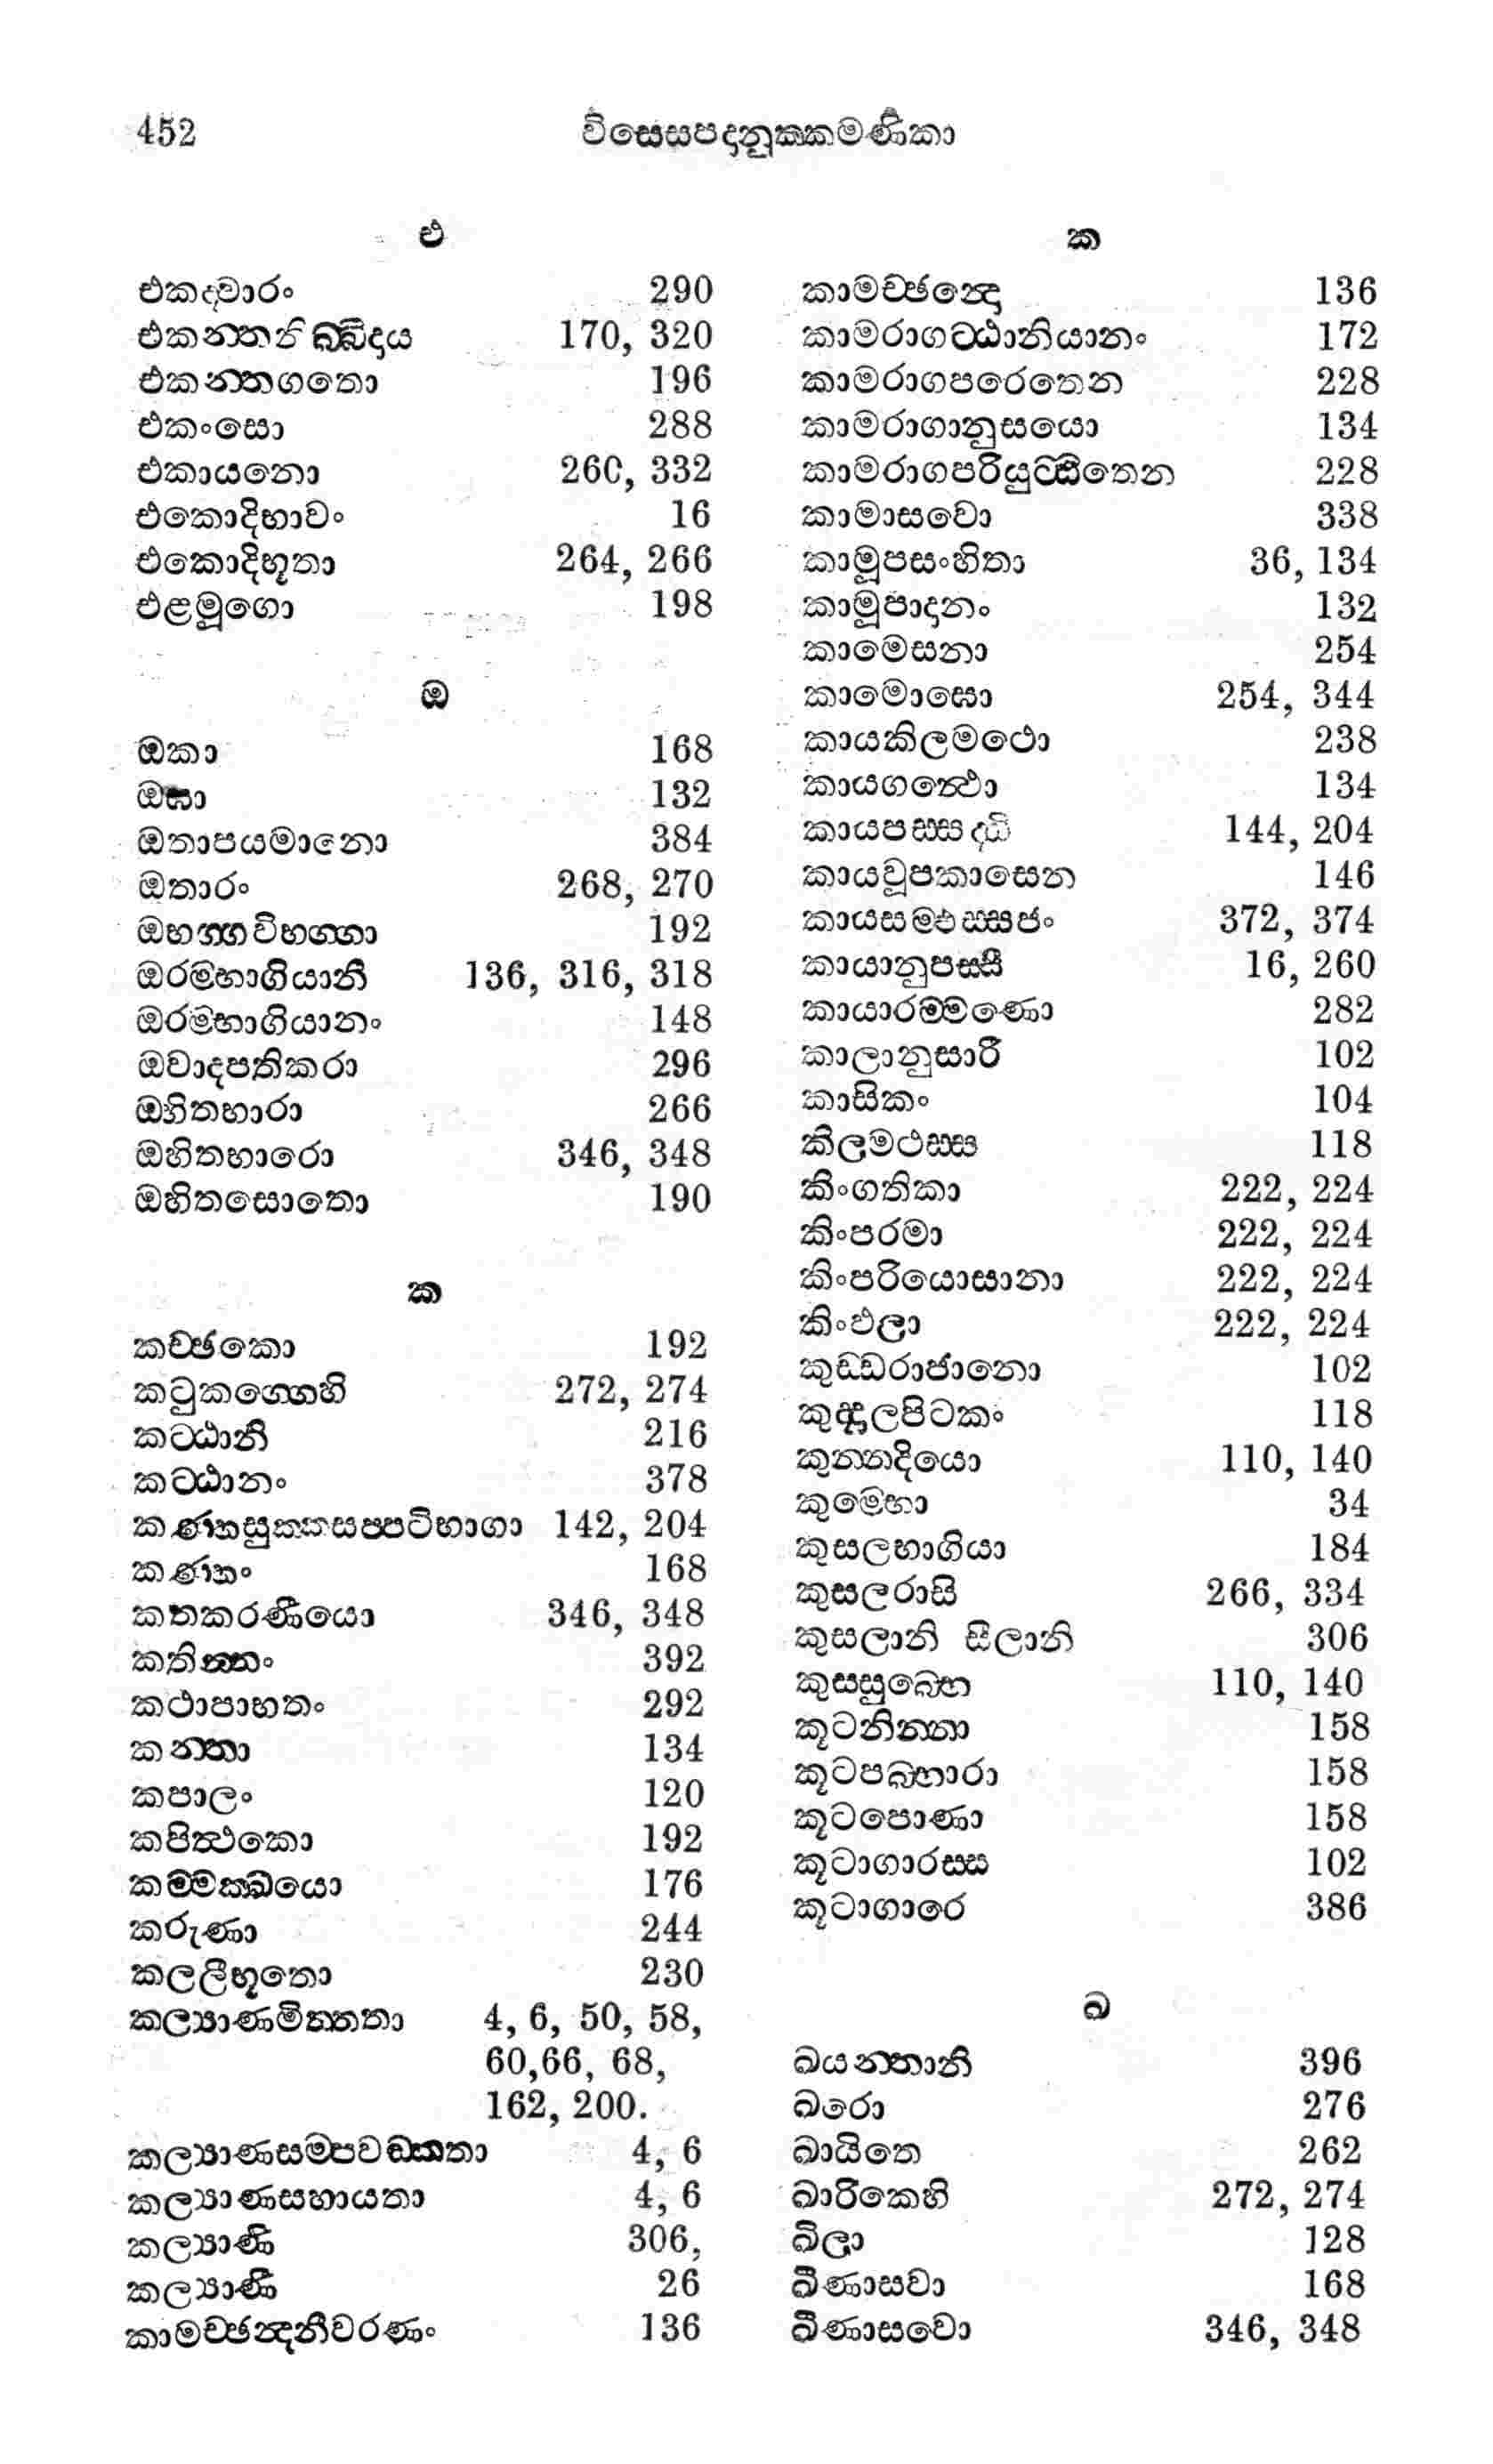 452
විසෙසපදානුක්කමණිකා
එ
එකද්වාරං 290
එකන්තනිබ්බිදාය 170, 320
එකන්තගතො 196
එකංසො 288
එකායනො 260, 332
එකොදිභාවං 16
එකොදිභූතා 264, 266
එළමූගො 198
ඔ
ඔකා 168
ඔඝා 132
ඔතාපයමානො 384
ඔතාරං 268, 270
ඔභග්ගවිභග්ගා 192
ඔරම්භාගියානී 136, 316, 318
ඔරම්භාගියානං 148
ඔවාදපතිකරා 296
ඔහිතභාරා 266
ඔහිතභාරො 346, 348
ඔහිතසොතො 190
ක
කච්ඡකො 192
කටුකග්ගෙහි 272, 274
කට්ඨානි 216
කට්ඨානං 378
කණ්හසුක්කසප්පටිභාගා 142, 204
කණ්හං 168
කතකරණීයො 346, 348
කතින්නං 392
කථාපාභතං 292
කන්තා 134
කපාලං 120
කපිත්ථකො 192
කම්මක්ඛයො 176
කරුණා 244
කලලීභූතො 230
කල්‍යාණමිත්තතා 4, 6, 50, 58,
60,66, 68,
162, 200.
කල්‍යාණසම්පවඞ්කතා 4, 6
කල්‍යාණසහායතා 4, 6
කල්‍යාණි 306,
කල්‍යාණී 26
කාමච්ඡන්දනීවරණං 136
ක
කාමච්ඡන්දො 136
කාමරාගට්ඨානියානං 172
කාමරාගපරෙතෙන 228
කාමරාගානුසයො 134
කාමරාගපරියුට්ඨිතෙන 228
කාමාසවො 338
කාමූපසංහිතා 36, 134
කාමූපාදානං 132
කාමෙසනා 254
කාමොඝො 254, 344
කායකිලමථො 238
කායගන්ථො 134
කායපස්සද්ධි 144, 204
කායවූපකාසෙන 146
කායසම්ඵස්සජං 372, 374
කායානුපස්සී 16, 260
කායාරම්මණො 282
කාලානුසාරී 102
කාසිකං 104
කිලමථස්ස 118
කිංගතිකා 222, 224
කිංපරමා 222, 224
කිංපරියොසානා 222, 224
කිංඵලා 222, 224
කුඩ්ඩරාජානො 102
කුද්දාලපිටකං 118
කුන්නදියො 110, 140
කුම්භො 34
කුසලභාගියා 184
කුසලරාසි 266, 334
කුසලානි සීලානි 306
කුසසුබ්භෙ 110, 140
කූටනින්නා 158
කූටපබ්භාරා 158
කූටපොණා 158
කූටාගාරස්ස 102
කූටාගාරෙ 386
ඛ
ඛයන්තානි 396
ඛරො 276
ඛායිතෙ 262
ඛාරිකෙහි 272, 274
ඛිලා 128
ඛීණාසවා 168
ඛීණාසවො 346, 348